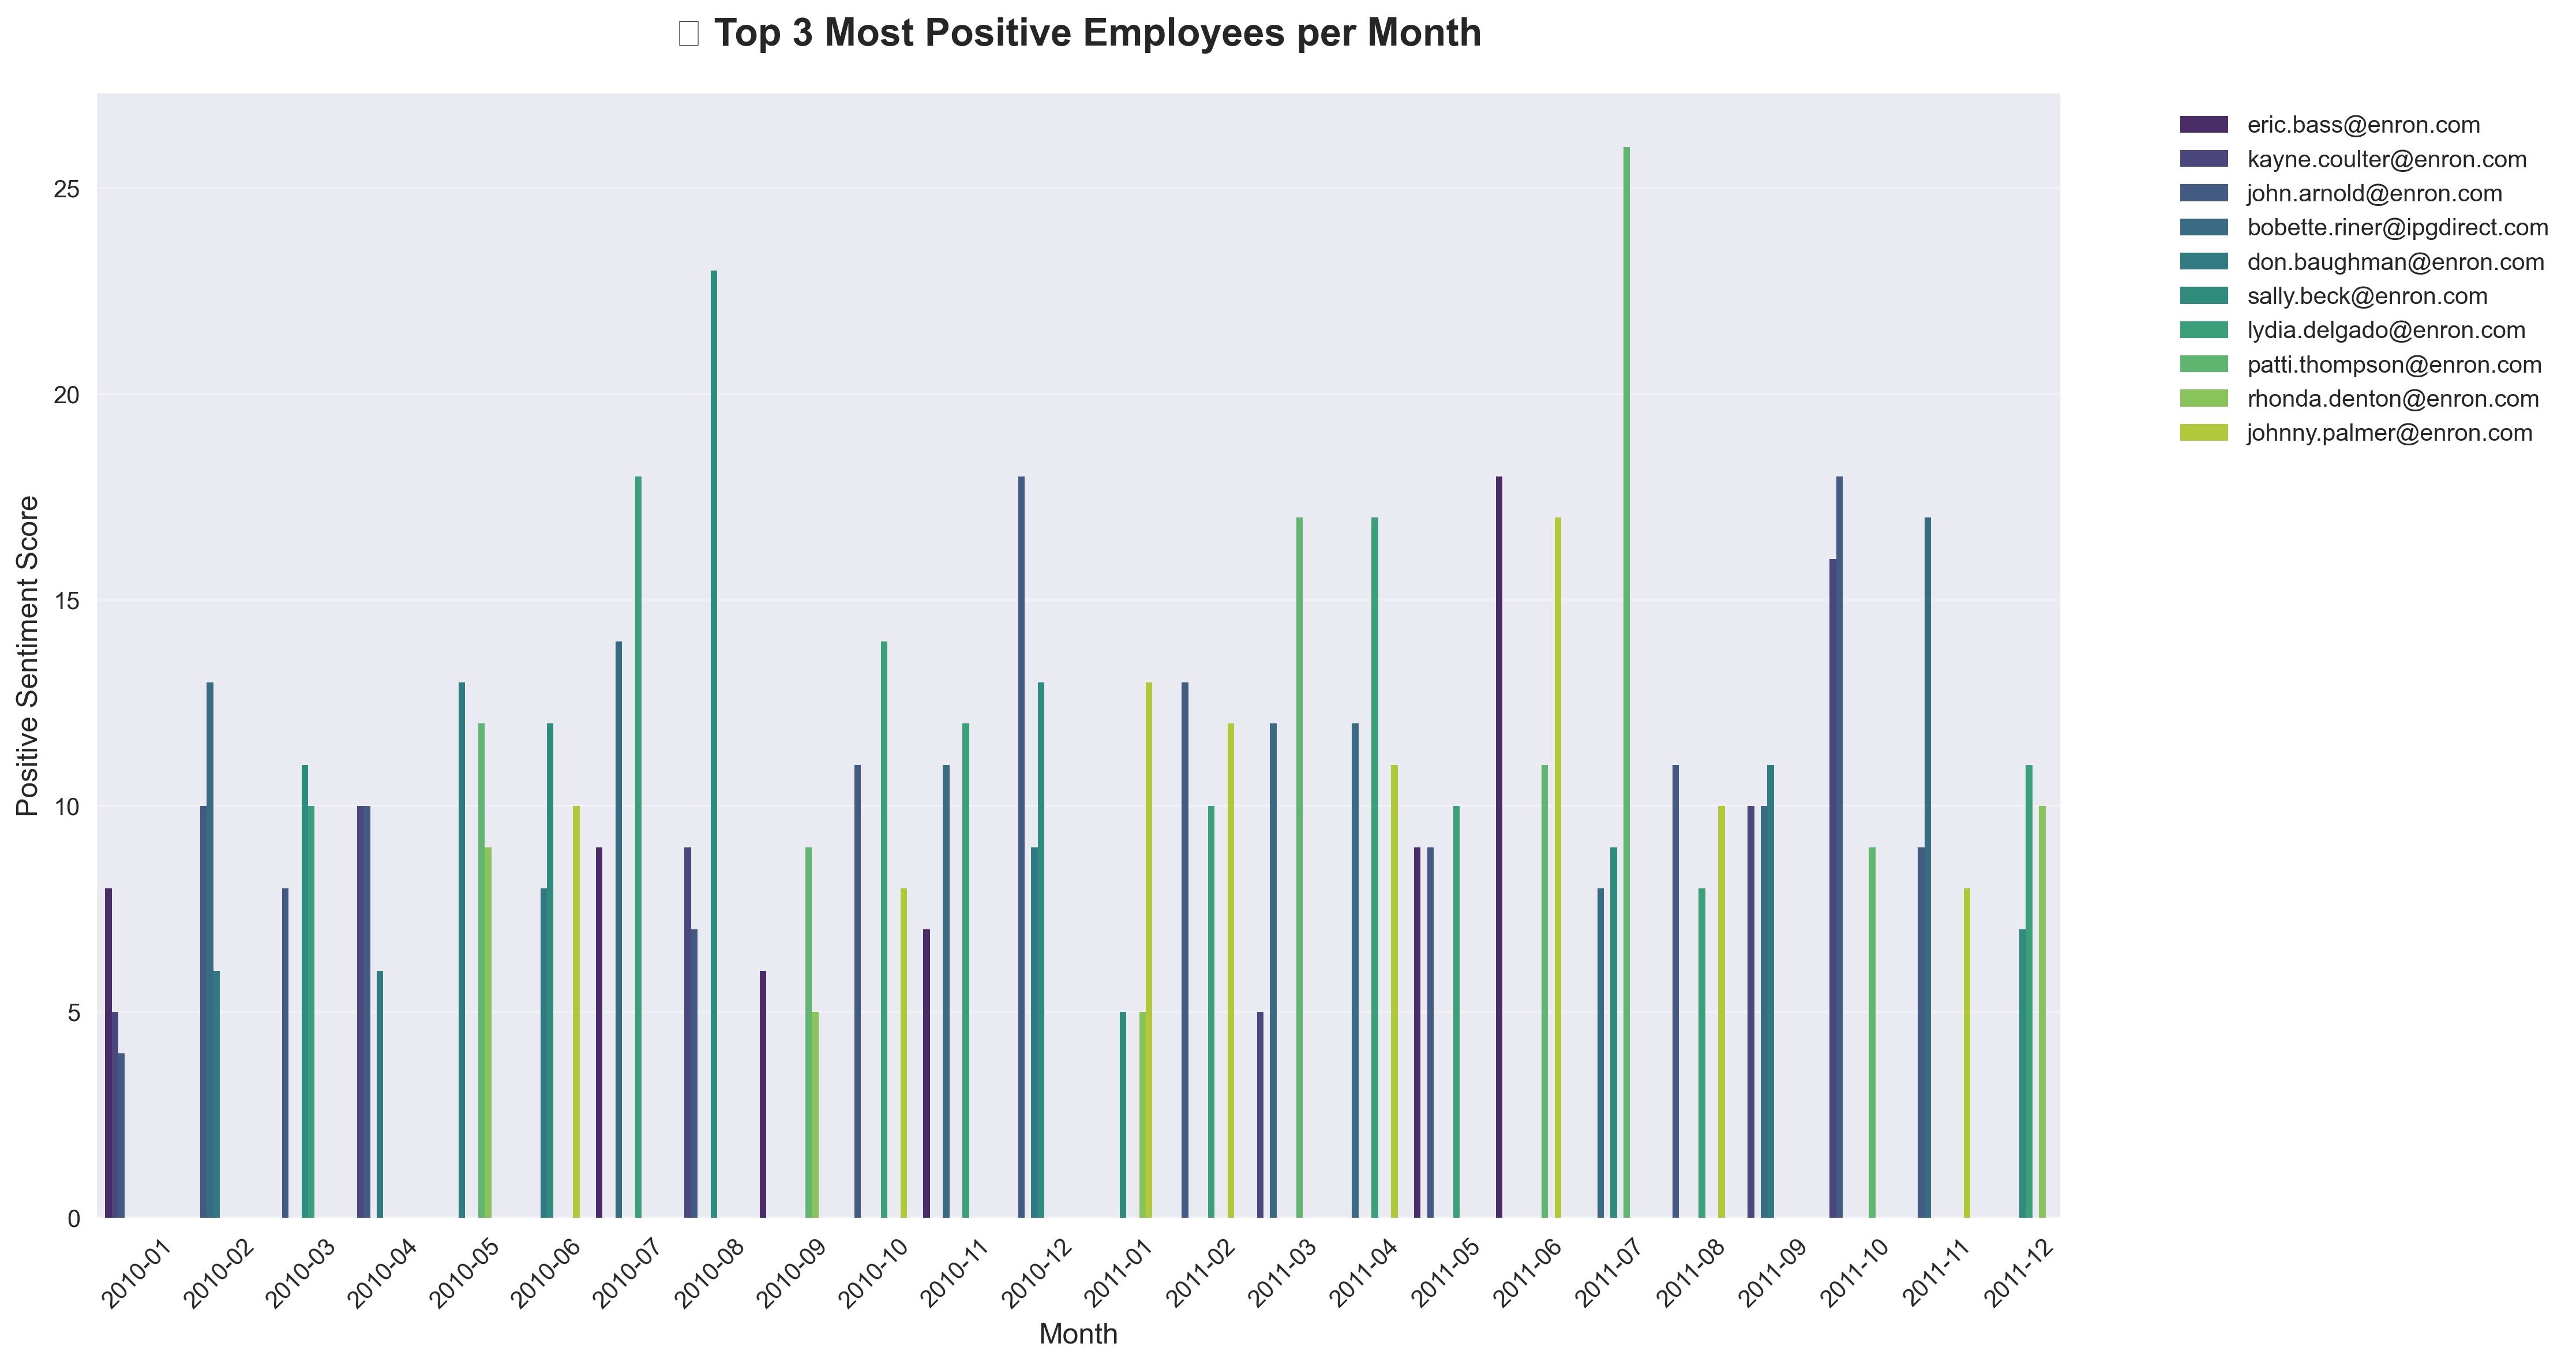 Top 3 Most Positive Employees per Month
Positive Sentiment Score
25
20
15
10
5
0
2010-01
2010-02
2010-03
2010-04
2010-05
2010-06
2010-07
2010-08
2010-09
2010-10
2010-11
2010-12
2011-01
2011-02
2011-03
2011-04
2011-05
2011-06
2011-07
2011-08
2011-09
2011-10
2011-11
2011-12
Month
eric.bass@enron.com
kayne.coulter@enron.com
john.arnold@enron.com
bobette.riner@ipgdirect.com
don.baughman@enron.com
sally.beck@enron.com
lydia.delgado@enron.com
patti.thompson@enron.com
rhonda.denton@enron.com
johnny.palmer@enron.com